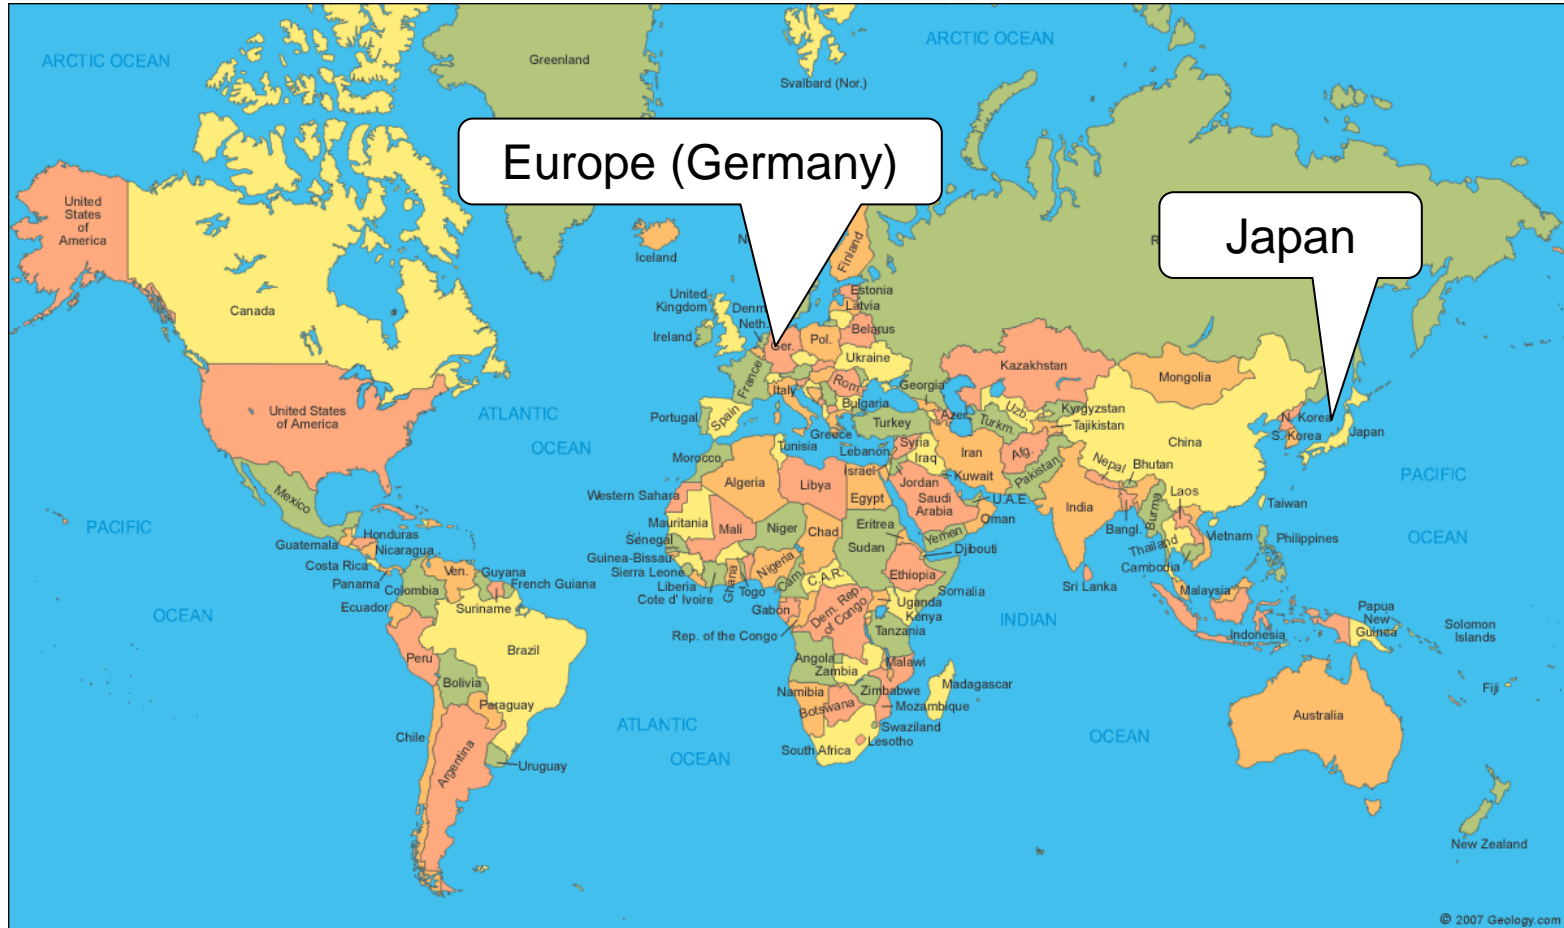 ARCTIC OCEAN
Greenland
ARCTIC OCEAN
Svalbard (Nor.)
Europe (Germany)
Japan
United
States
of
America
Canada
Iceland
Finland
United
Kingdom
Ireland
Neth.
Estonia
Latvia
Belarus
Ger.
Pol.
Ukraine
France
Rom.
Italy
Bulgaria
Georgia
Kazakhstan
Mongolia
United States
of America
ATLANTIC
OCEAN
Portugal
Spain
Greece
Turkey
Azer.
Uzb.
Turkm.
Kyrgyzstan
Tajikistan
China
N. Korea
S. Korea
Japan
Morocco
Tunisia
Lebanon
Syria
Iraq
Iran
Afg.
Israel
Jordan
Kuwait
Pakistan
Nepal
Bhutan
PACIFIC
Mexico
Western Sahara
Algeria
Libya
Egypt
Saudi
Arabia
U.A.E.
Oman
India
Burma
Laos
Taiwan
PACIFIC
Mauritania
Mali
Niger
Chad
Eritrea
Sudan
Yemen
Djibouti
Bangl.
Thailand
Vietnam
Philippines
OCEAN
Honduras
Guatemala
Nicaragua
Costa Rica
Panama
Senegal
Guinea-Bissau
Sierra Leone
Liberia
Cote d' Ivoire
Ghana
Togo
Nigeria
Cam.
C.A.R.
Ethiopia
Somalia
Cambodia
Sri Lanka
Malaysia
Ven.
Guyana
French Guiana
Colombia
Suriname
Ecuador
Gabon
Rep. of the Congo
Dem. Rep.
of Congo
Uganda
Kenya
Tanzania
INDIAN
Indonesia
Papua
New
Guinea
Solomon
Islands
OCEAN
Peru
Brazil
Bolivia
Paraguay
Angola
Zambia
Malawi
Madagascar
Fiji
ATLANTIC
OCEAN
Namibia
Botswana
Zimbabwe
Mozambique
Swaziland
Lesotho
South Africa
OCEAN
Australia
Chile
Argentina
Uruguay
New Zealand
© 2007 Geology.com